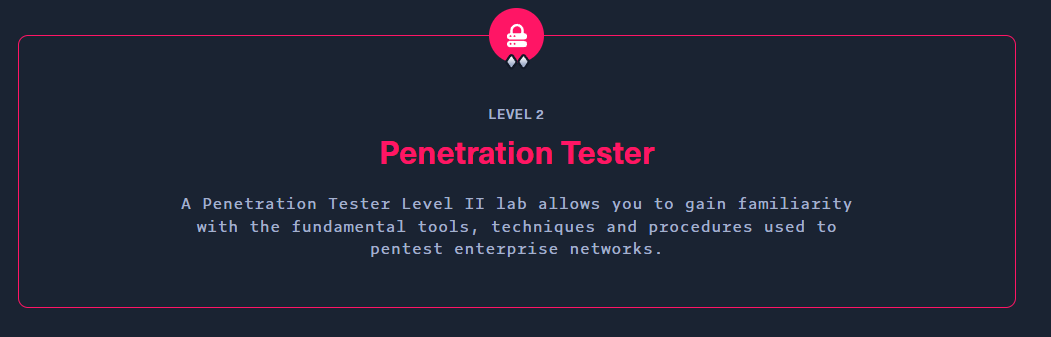 LEVEL 2
Penetration Tester
A Penetration Tester Level II lab allows you to gain familiarity
with the fundamental tools, techniques and procedures used to
pentest enterprise networks.